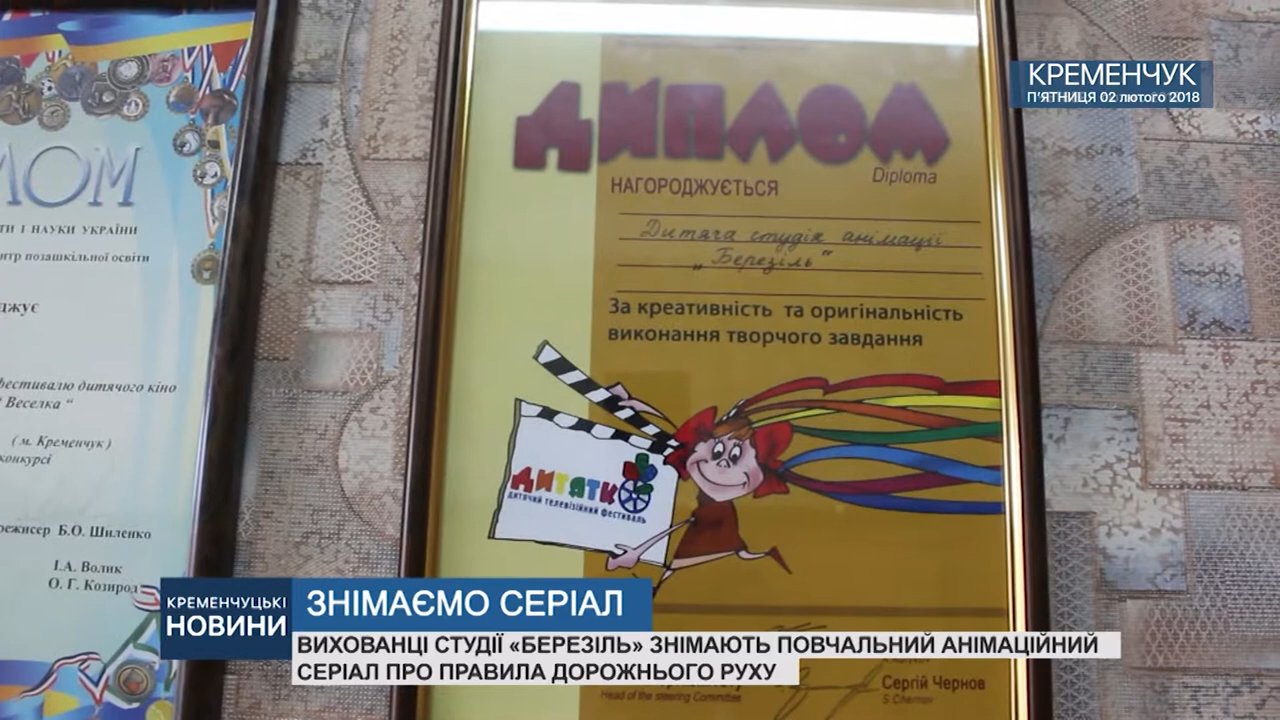 КРЕМЕНЧУК
П'ЯТНИЦЯ 02 лютого 2018
ДИПЛОМ
Diploma
НАГОРОДЖУЄТЬСЯ
Дитяча студія анімації
„Березіль“
За креативність та оригінальність
виконання творчого завдання
ДИТЯТКО
ДИТЯЧИЙ ТЕЛЕВІЗІЙНИЙ ФЕСТИВАЛЬ
ЛОМ
ТИ І НАУКИ УКРАЇНИ
нтр позашкільної освіти
джує
фестивалю дитячого кіно
Веселка “
( м. Кременчук )
конкурсі
режисер Б.О. Шиленко
І.А. Волик
О. Г. Козирод
КРЕМЕНЧУЦЬКІ
НОВИНИ
ЗНІМАЄМО СЕРІАЛ
ВИХОВАНЦІ СТУДІЇ «БЕРЕЗІЛЬ» ЗНІМАЮТЬ ПОВЧАЛЬНИЙ АНІМАЦІЙНИЙ
СЕРІАЛ ПРО ПРАВИЛА ДОРОЖНЬОГО РУХУ
Сергій Чернов
Head of the steering Committee
S.Chernov